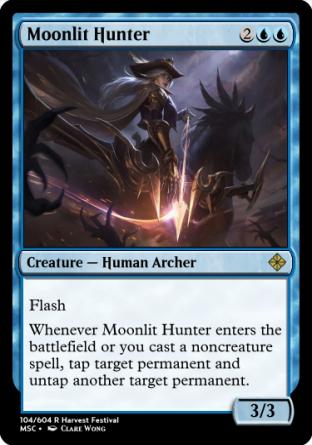 Moonlit Hunter 2
Creature — Human Archer
Flash
Whenever Moonlit Hunter enters the
battlefield or you cast a noncreature
spell, tap target permanent and
untap another target permanent.
104/604 R Harvest Festival
MSC • Clare Wong
3/3